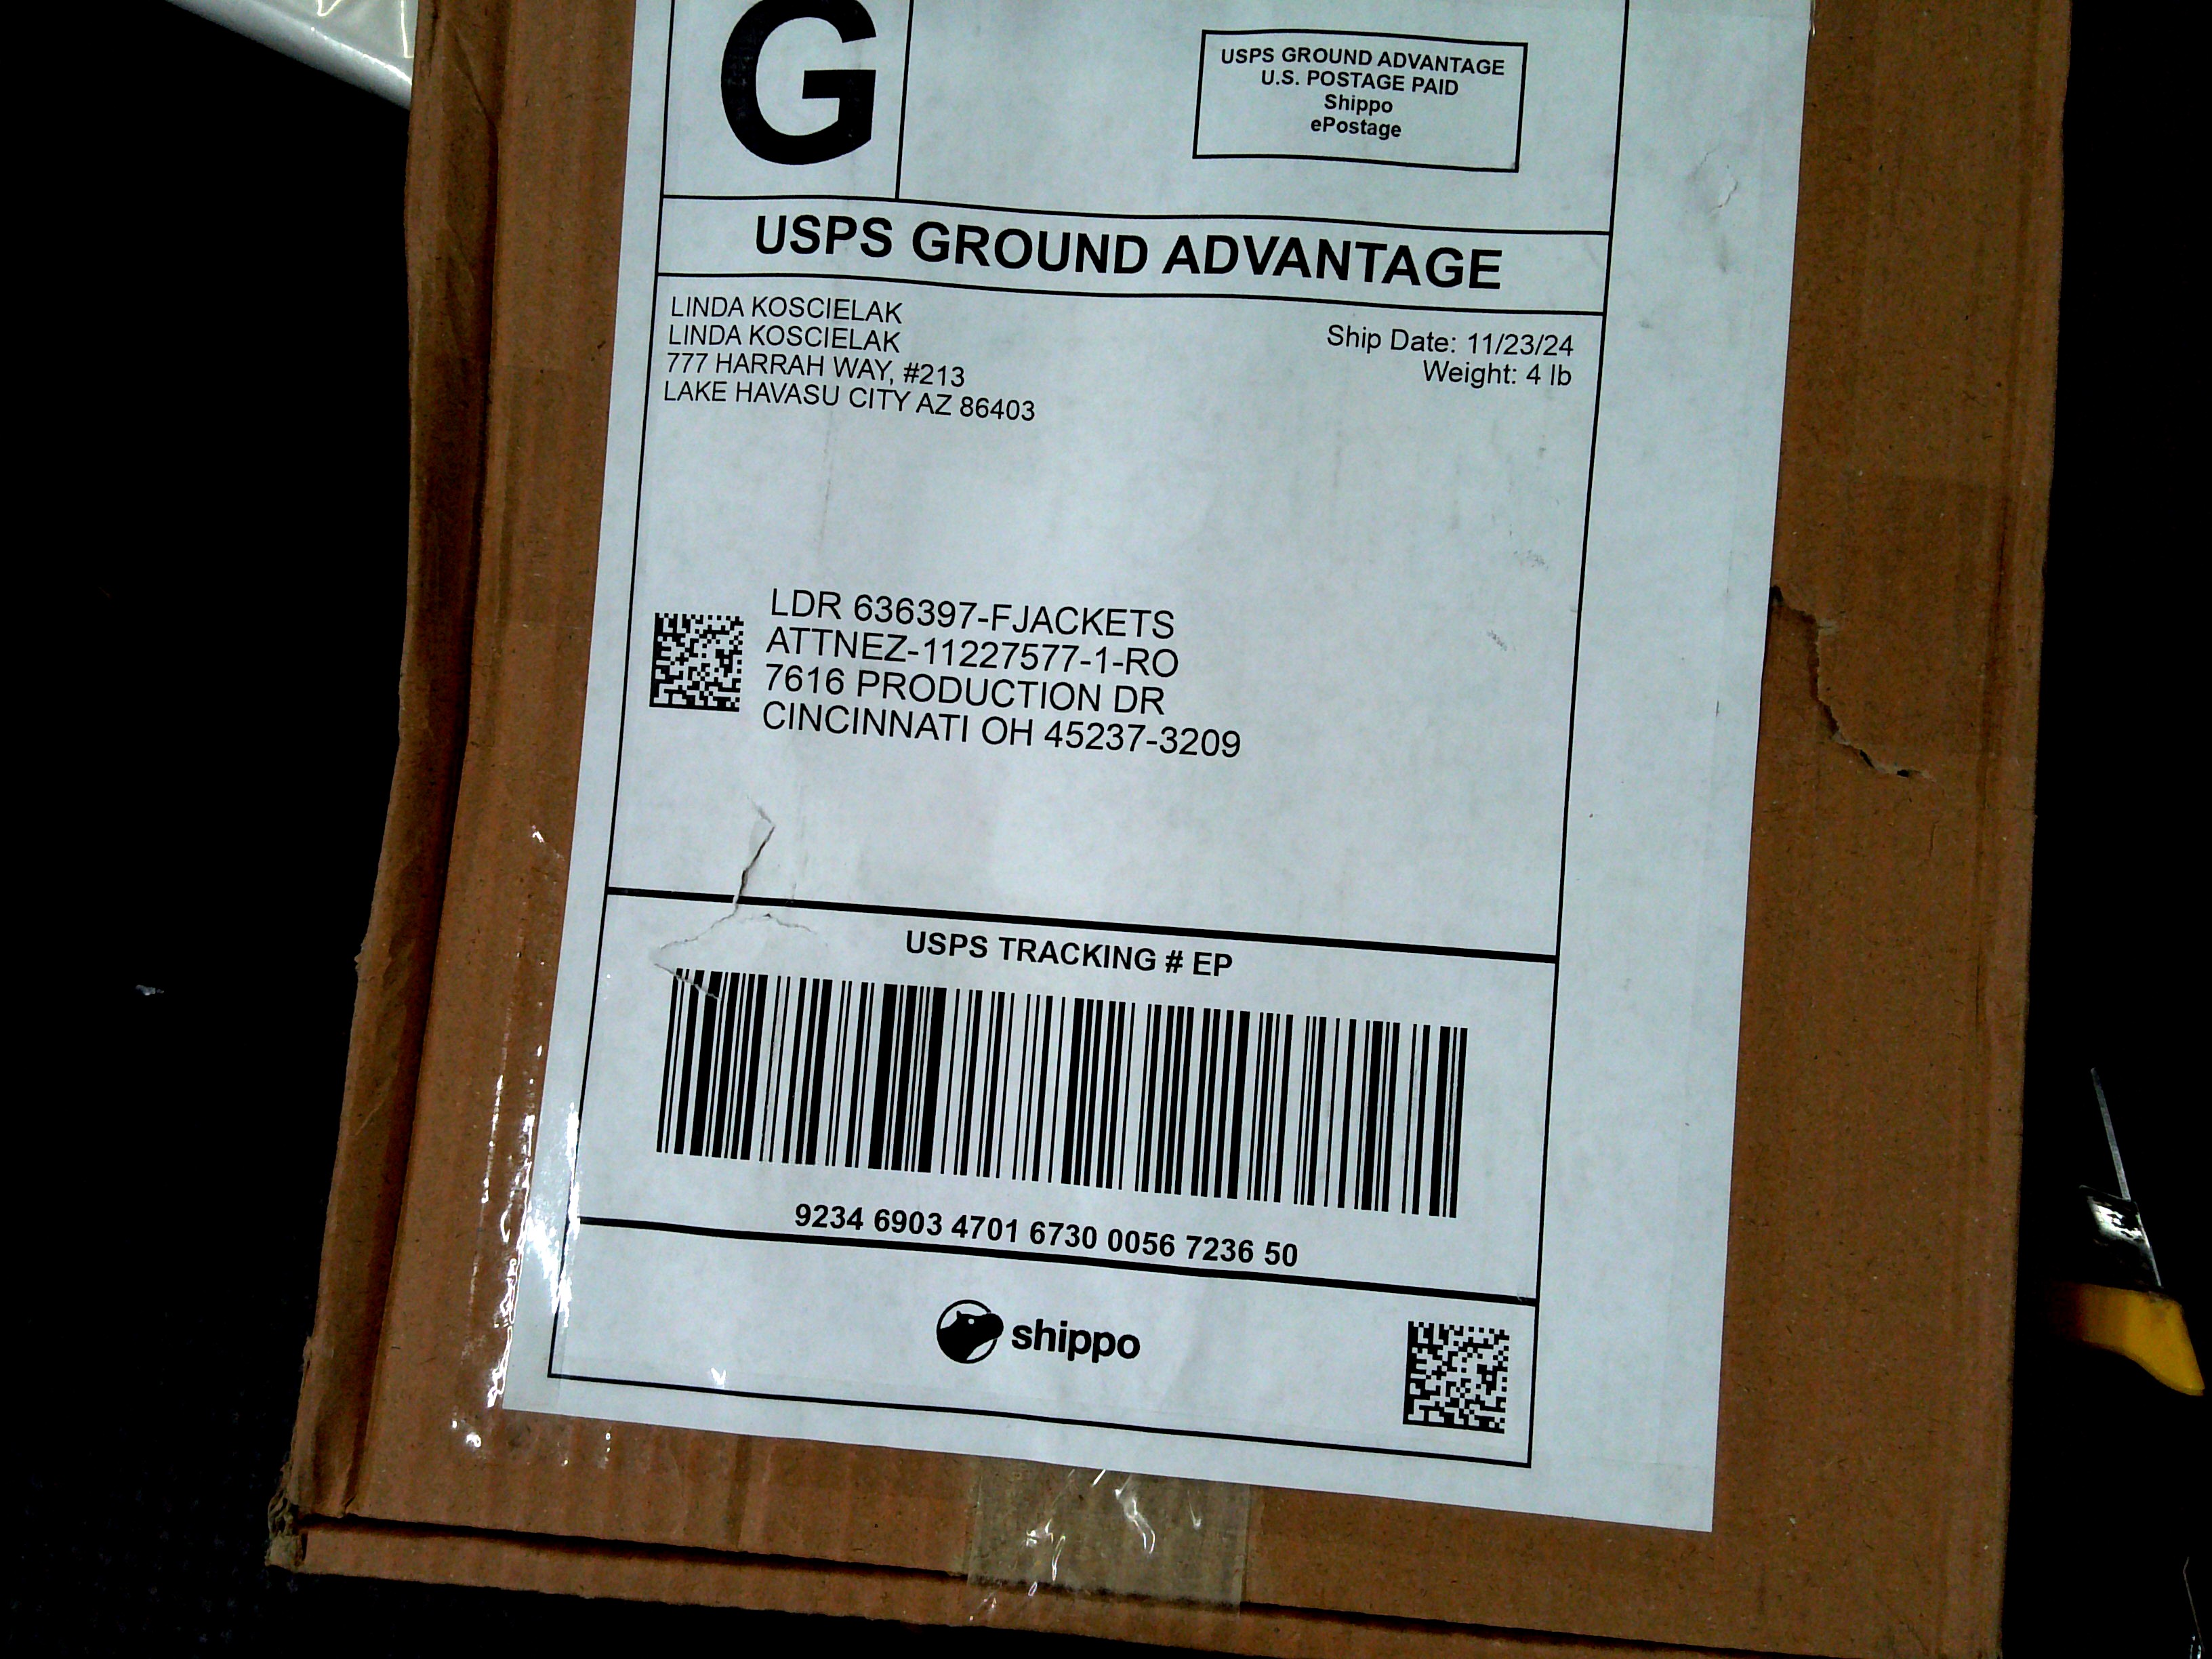 G
USPS GROUND ADVANTAGE
U.S. POSTAGE PAID
Shippo
ePostage
USPS GROUND ADVANTAGE
LINDA KOSCIELAK
LINDA KOSCIELAK
777 HARRAH WAY, #213
LAKE HAVASU CITY AZ 86403
Ship Date: 11/23/24
Weight: 4 lb
LDR 636397-FJACKETS
ATTNEZ-11227577-1-RO
7616 PRODUCTION DR
CINCINNATI OH 45237-3209
USPS TRACKING # EP
9234 6903 4701 6730 0056 7236 50
shippo